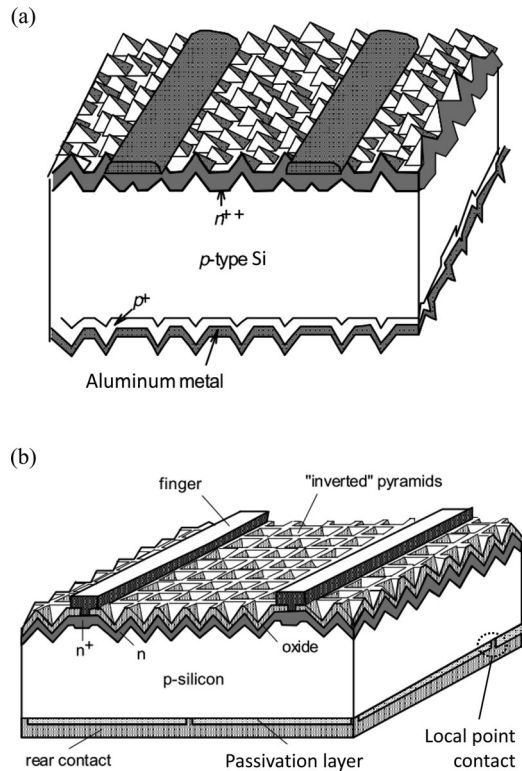 (a)
n++
p-type Si
p+
Aluminum metal
(b)
finger
"inverted" pyramids
n+
n
oxide
p-silicon
rear contact
Passivation layer
Local point
contact